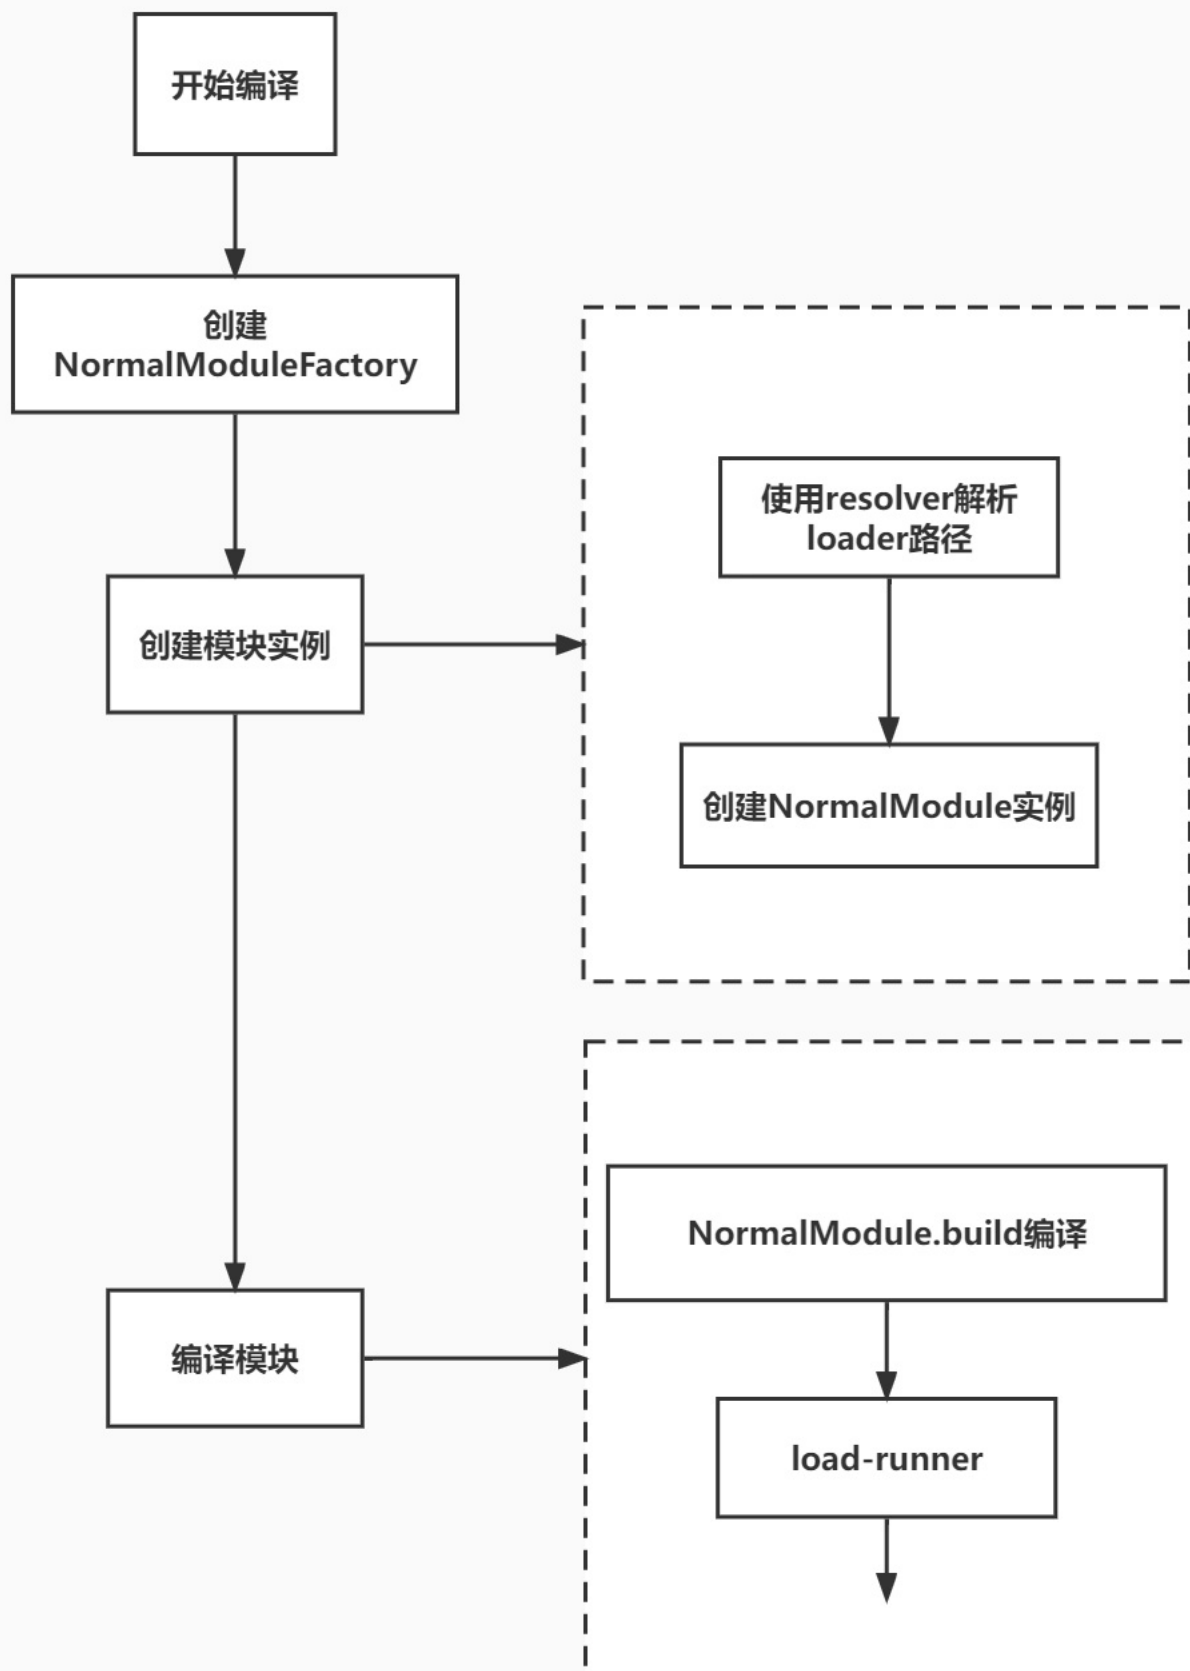 开始编译
创建
NormalModuleFactory
创建模块实例
使用resolver解析
loader路径
创建NormalModule实例
编译模块
NormalModule.build编译
load-runner